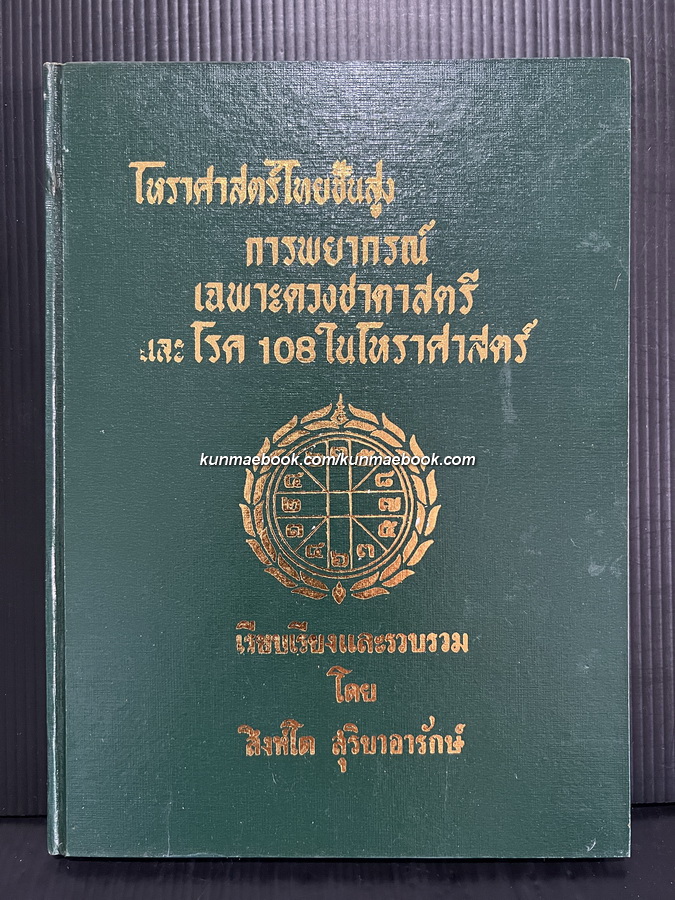 โหราศาสตร์ไทยชั้นสูง
การพยากรณ์
เฉพาะดวงชาตาสตรี
และ โรค 108 ในโหราศาสตร์
kunmaebook.com/kunmaebook.com
๘
๗
๕
๓
๒
เรียบเรียงและรวบรวม
โดย
สิงห์โต สุริยาอารักษ์